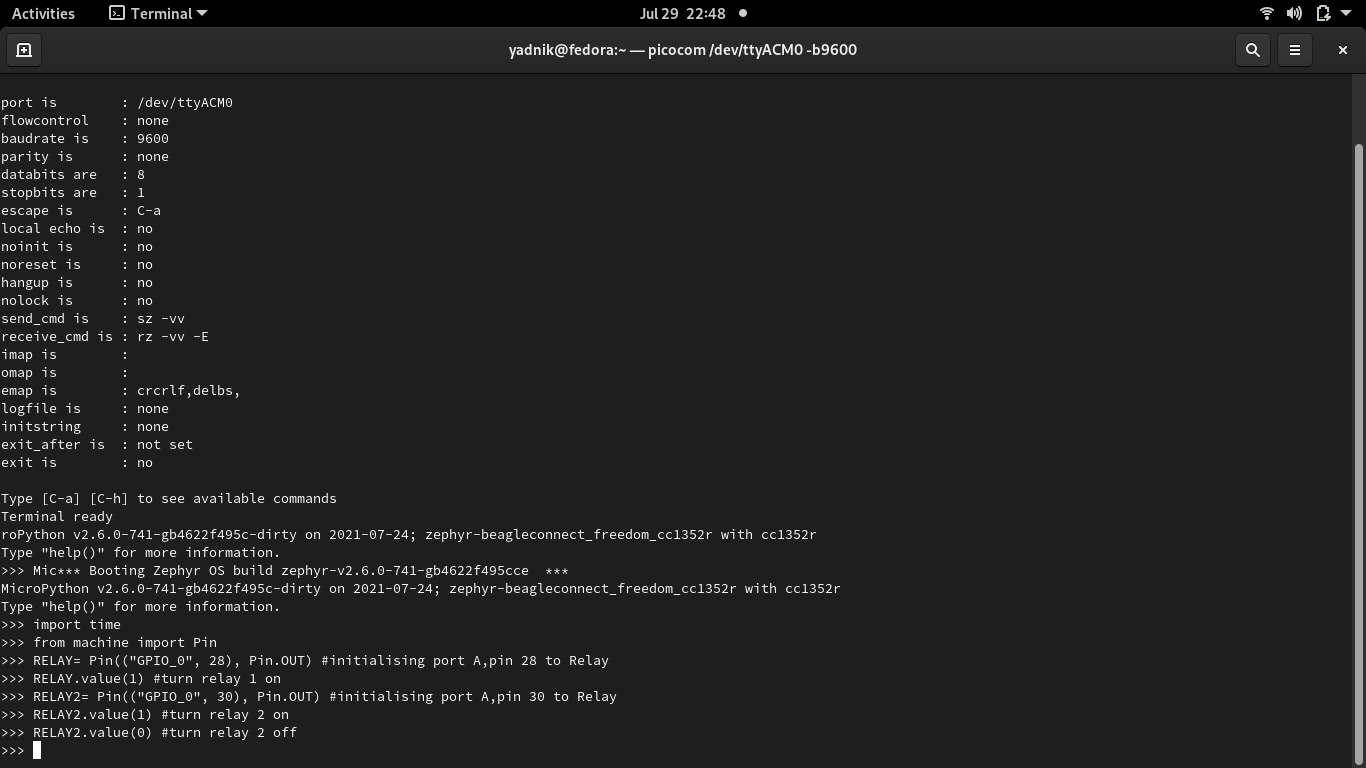 Activities
Terminal
Jul 29 22:48
yadnik@fedora:~ — picocom /dev/ttyACM0 -b9600
port is        : /dev/ttyACM0
flowcontrol    : none
baudrate is    : 9600
parity is      : none
databits are   : 8
stopbits are   : 1
escape is      : C-a
local echo is  : no
noinit is      : no
noreset is     : no
hangup is      : no
nolock is      : no
send_cmd is    : sz -vv
receive_cmd is : rz -vv -E
imap is        :
omap is        :
emap is        : crcrlf,delbs,
logfile is     : none
initstring     : none
exit_after is  : not set
exit is        : no
Type [C-a] [C-h] to see available commands
Terminal ready
roPython v2.6.0-741-gb4622f495c-dirty on 2021-07-24; zephyr-beagleconnect_freedom_cc1352r with cc1352r
Type "help()" for more information.
>>> Mic*** Booting Zephyr OS build zephyr-v2.6.0-741-gb4622f495cce  ***
MicroPython v2.6.0-741-gb4622f495c-dirty on 2021-07-24; zephyr-beagleconnect_freedom_cc1352r with cc1352r
Type "help()" for more information.
>>> import time
>>> from machine import Pin
>>> RELAY= Pin(("GPIO_0", 28), Pin.OUT) #initialising port A,pin 28 to Relay
>>> RELAY.value(1) #turn relay 1 on
>>> RELAY2= Pin(("GPIO_0", 30), Pin.OUT) #initialising port A,pin 30 to Relay
>>> RELAY2.value(1) #turn relay 2 on
>>> RELAY2.value(0) #turn relay 2 off
>>>